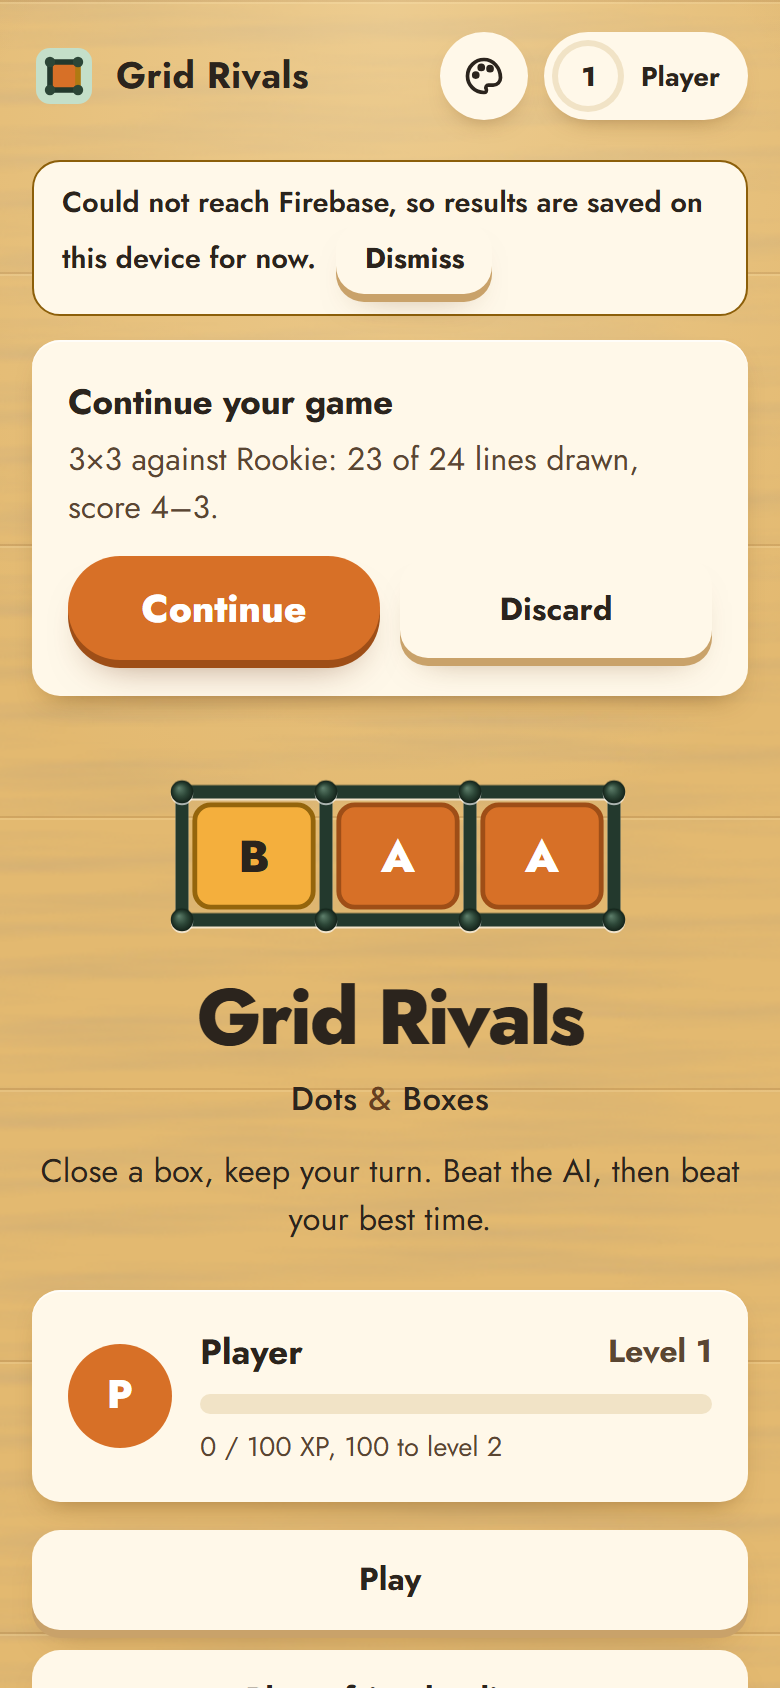 Grid Rivals
1 Player
Could not reach Firebase, so results are saved on
this device for now. Dismiss
Continue your game
3×3 against Rookie: 23 of 24 lines drawn,
score 4–3.
Continue Discard
B A A
Grid Rivals
Dots & Boxes
Close a box, keep your turn. Beat the AI, then beat
your best time.
P Player Level 1
0 / 100 XP, 100 to level 2
Play